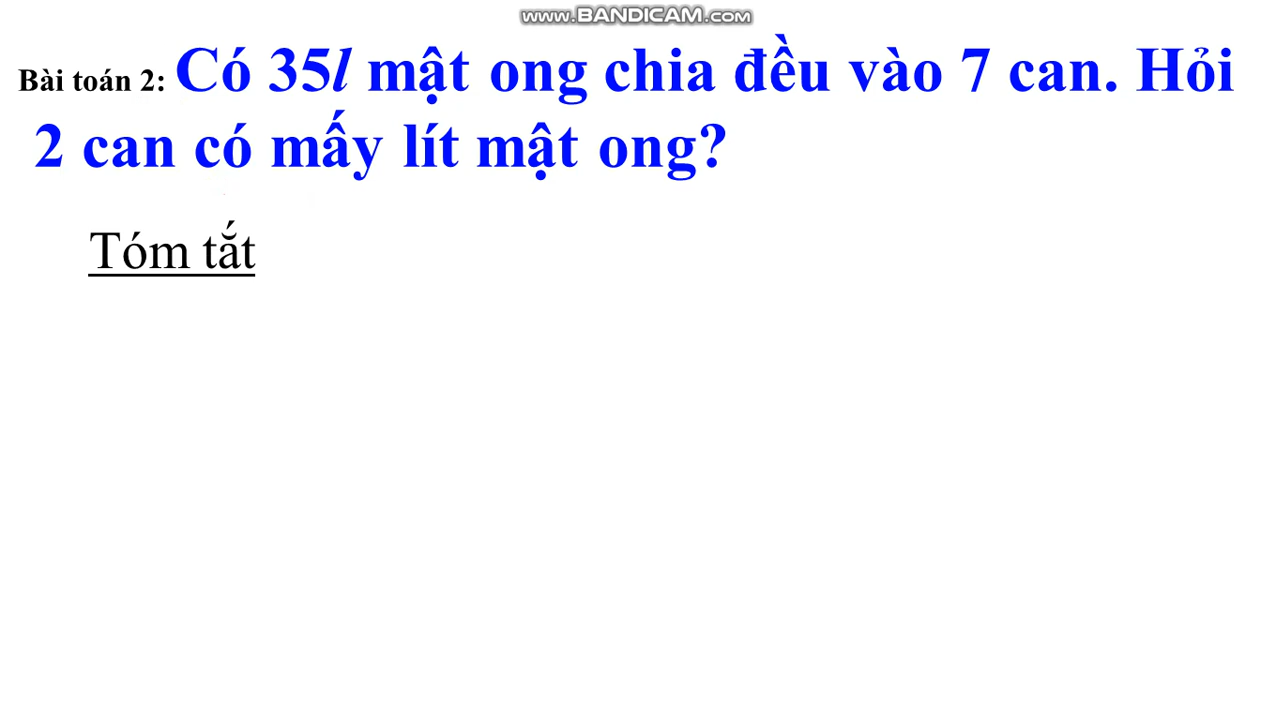 www.BANDICAM.com
Bài toán 2: Có 35l mật ong chia đều vào 7 can. Hỏi
2 can có mấy lít mật ong?
Tóm tắt